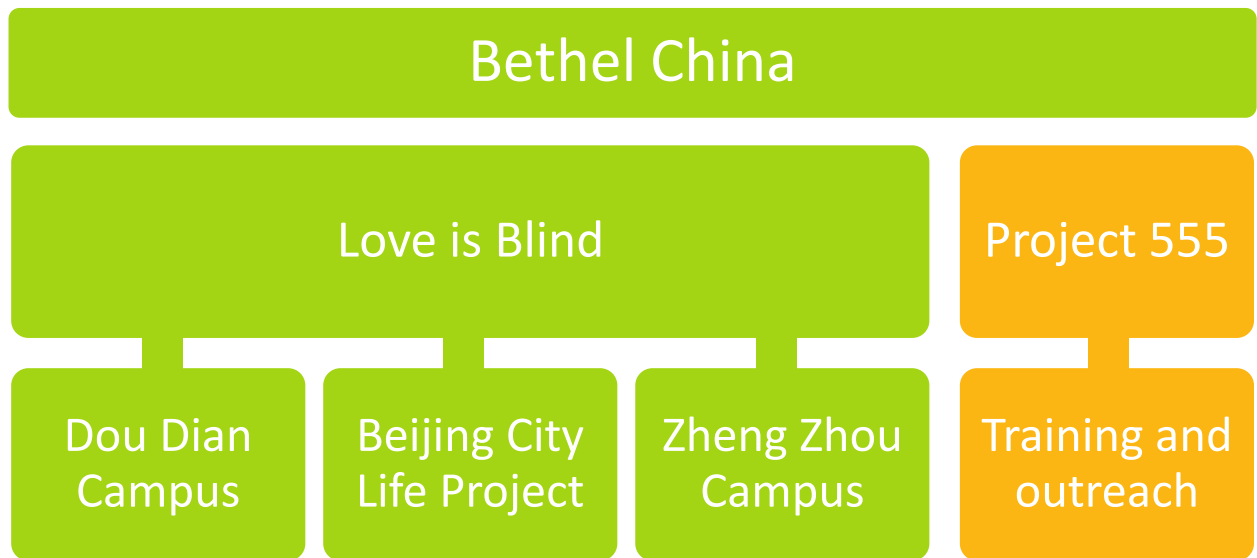 Bethel China
Love is Blind
Project 555
Dou Dian
Campus
Beijing City
Life Project
Zheng Zhou
Campus
Training and
outreach